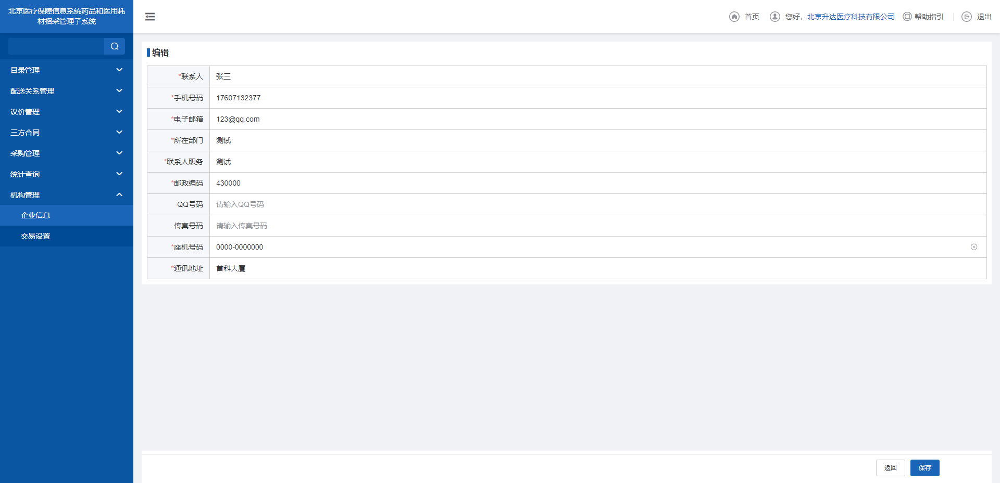 北京医疗保障信息系统药品和医用耗
材招采管理子系统
首页
您好，北京升达医疗科技有限公司
帮助指引
退出
目录管理
配送关系管理
议价管理
三方合同
采购管理
统计查询
机构管理
企业信息
交易设置
编辑
*联系人 张三
*手机号码 17607132377
*电子邮箱 123@qq.com
*所在部门 测试
*联系人职务 测试
*邮政编码 430000
QQ号码 请输入QQ号码
传真号码 请输入传真号码
*座机号码 0000-0000000
*通讯地址 首科大厦
返回
保存